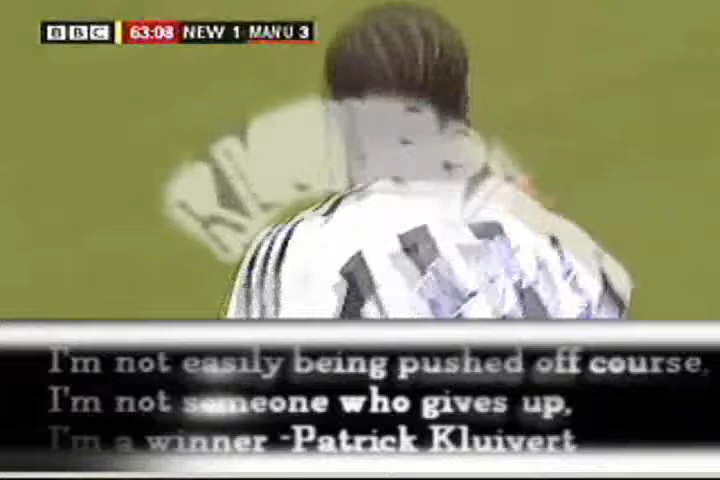 BBC 63:08 NEW 1 MAN U 3
I'm not easily being pushed off course,
I'm not someone who gives up,
I'm a winner -Patrick Kluivert